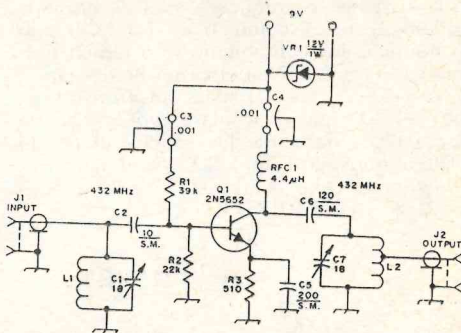 9V
VR1 12V
1W
C3
.001
C4
.001
RFC 1
4.4μH
R1
39k
Q1
2N5652
C6 120
S.M.
432 MHz
432 MHz
J1
INPUT
C2
10
S.M.
J2
OUTPUT
L1
C1
18
R2
22k
R3
510
C5
200
S.M.
C7
18
L2